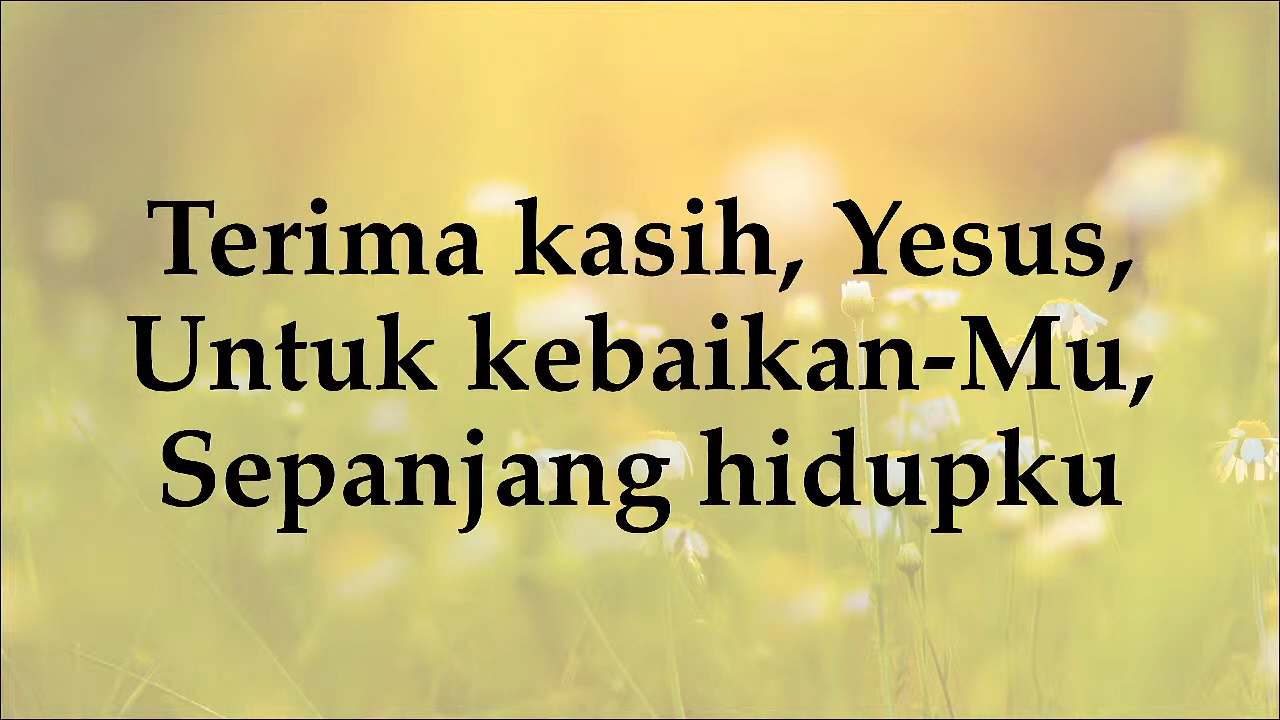 Terima kasih, Yesus,
Untuk kebaikan-Mu,
Sepanjang hidupku